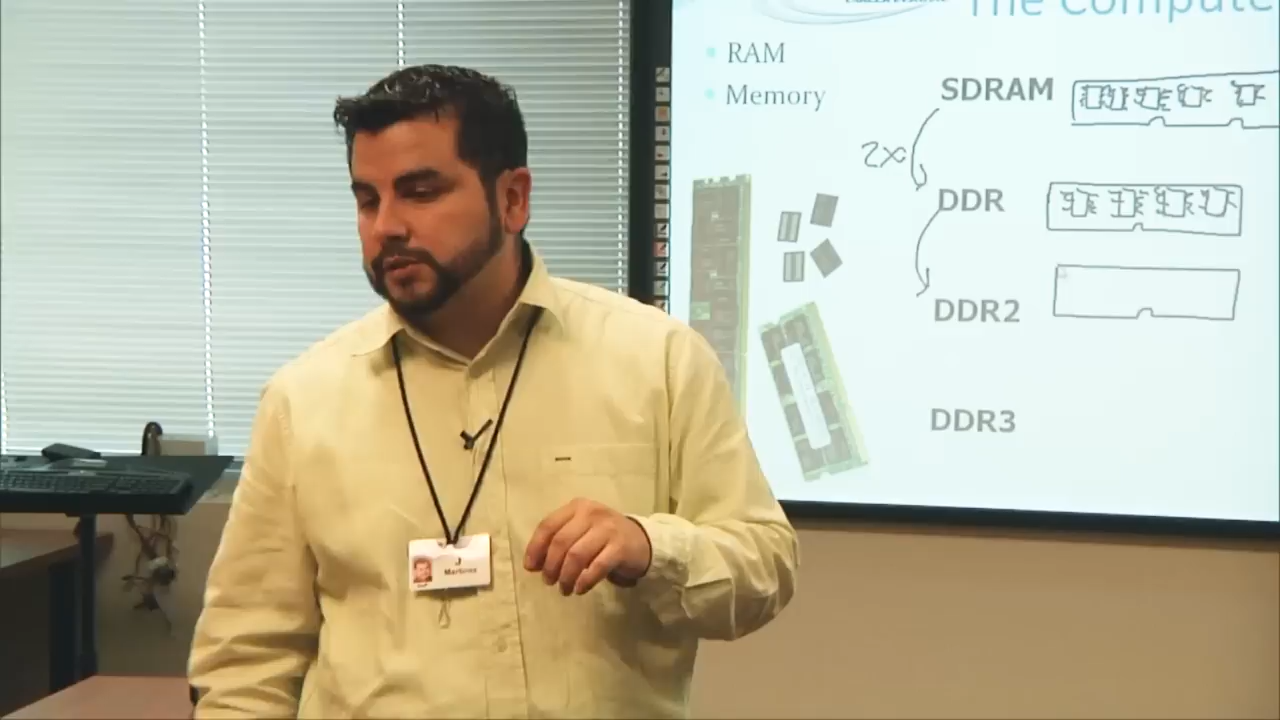 The Compute
RAM
Memory
SDRAM
2x
DDR
DDR2
DDR3
J
Martinez